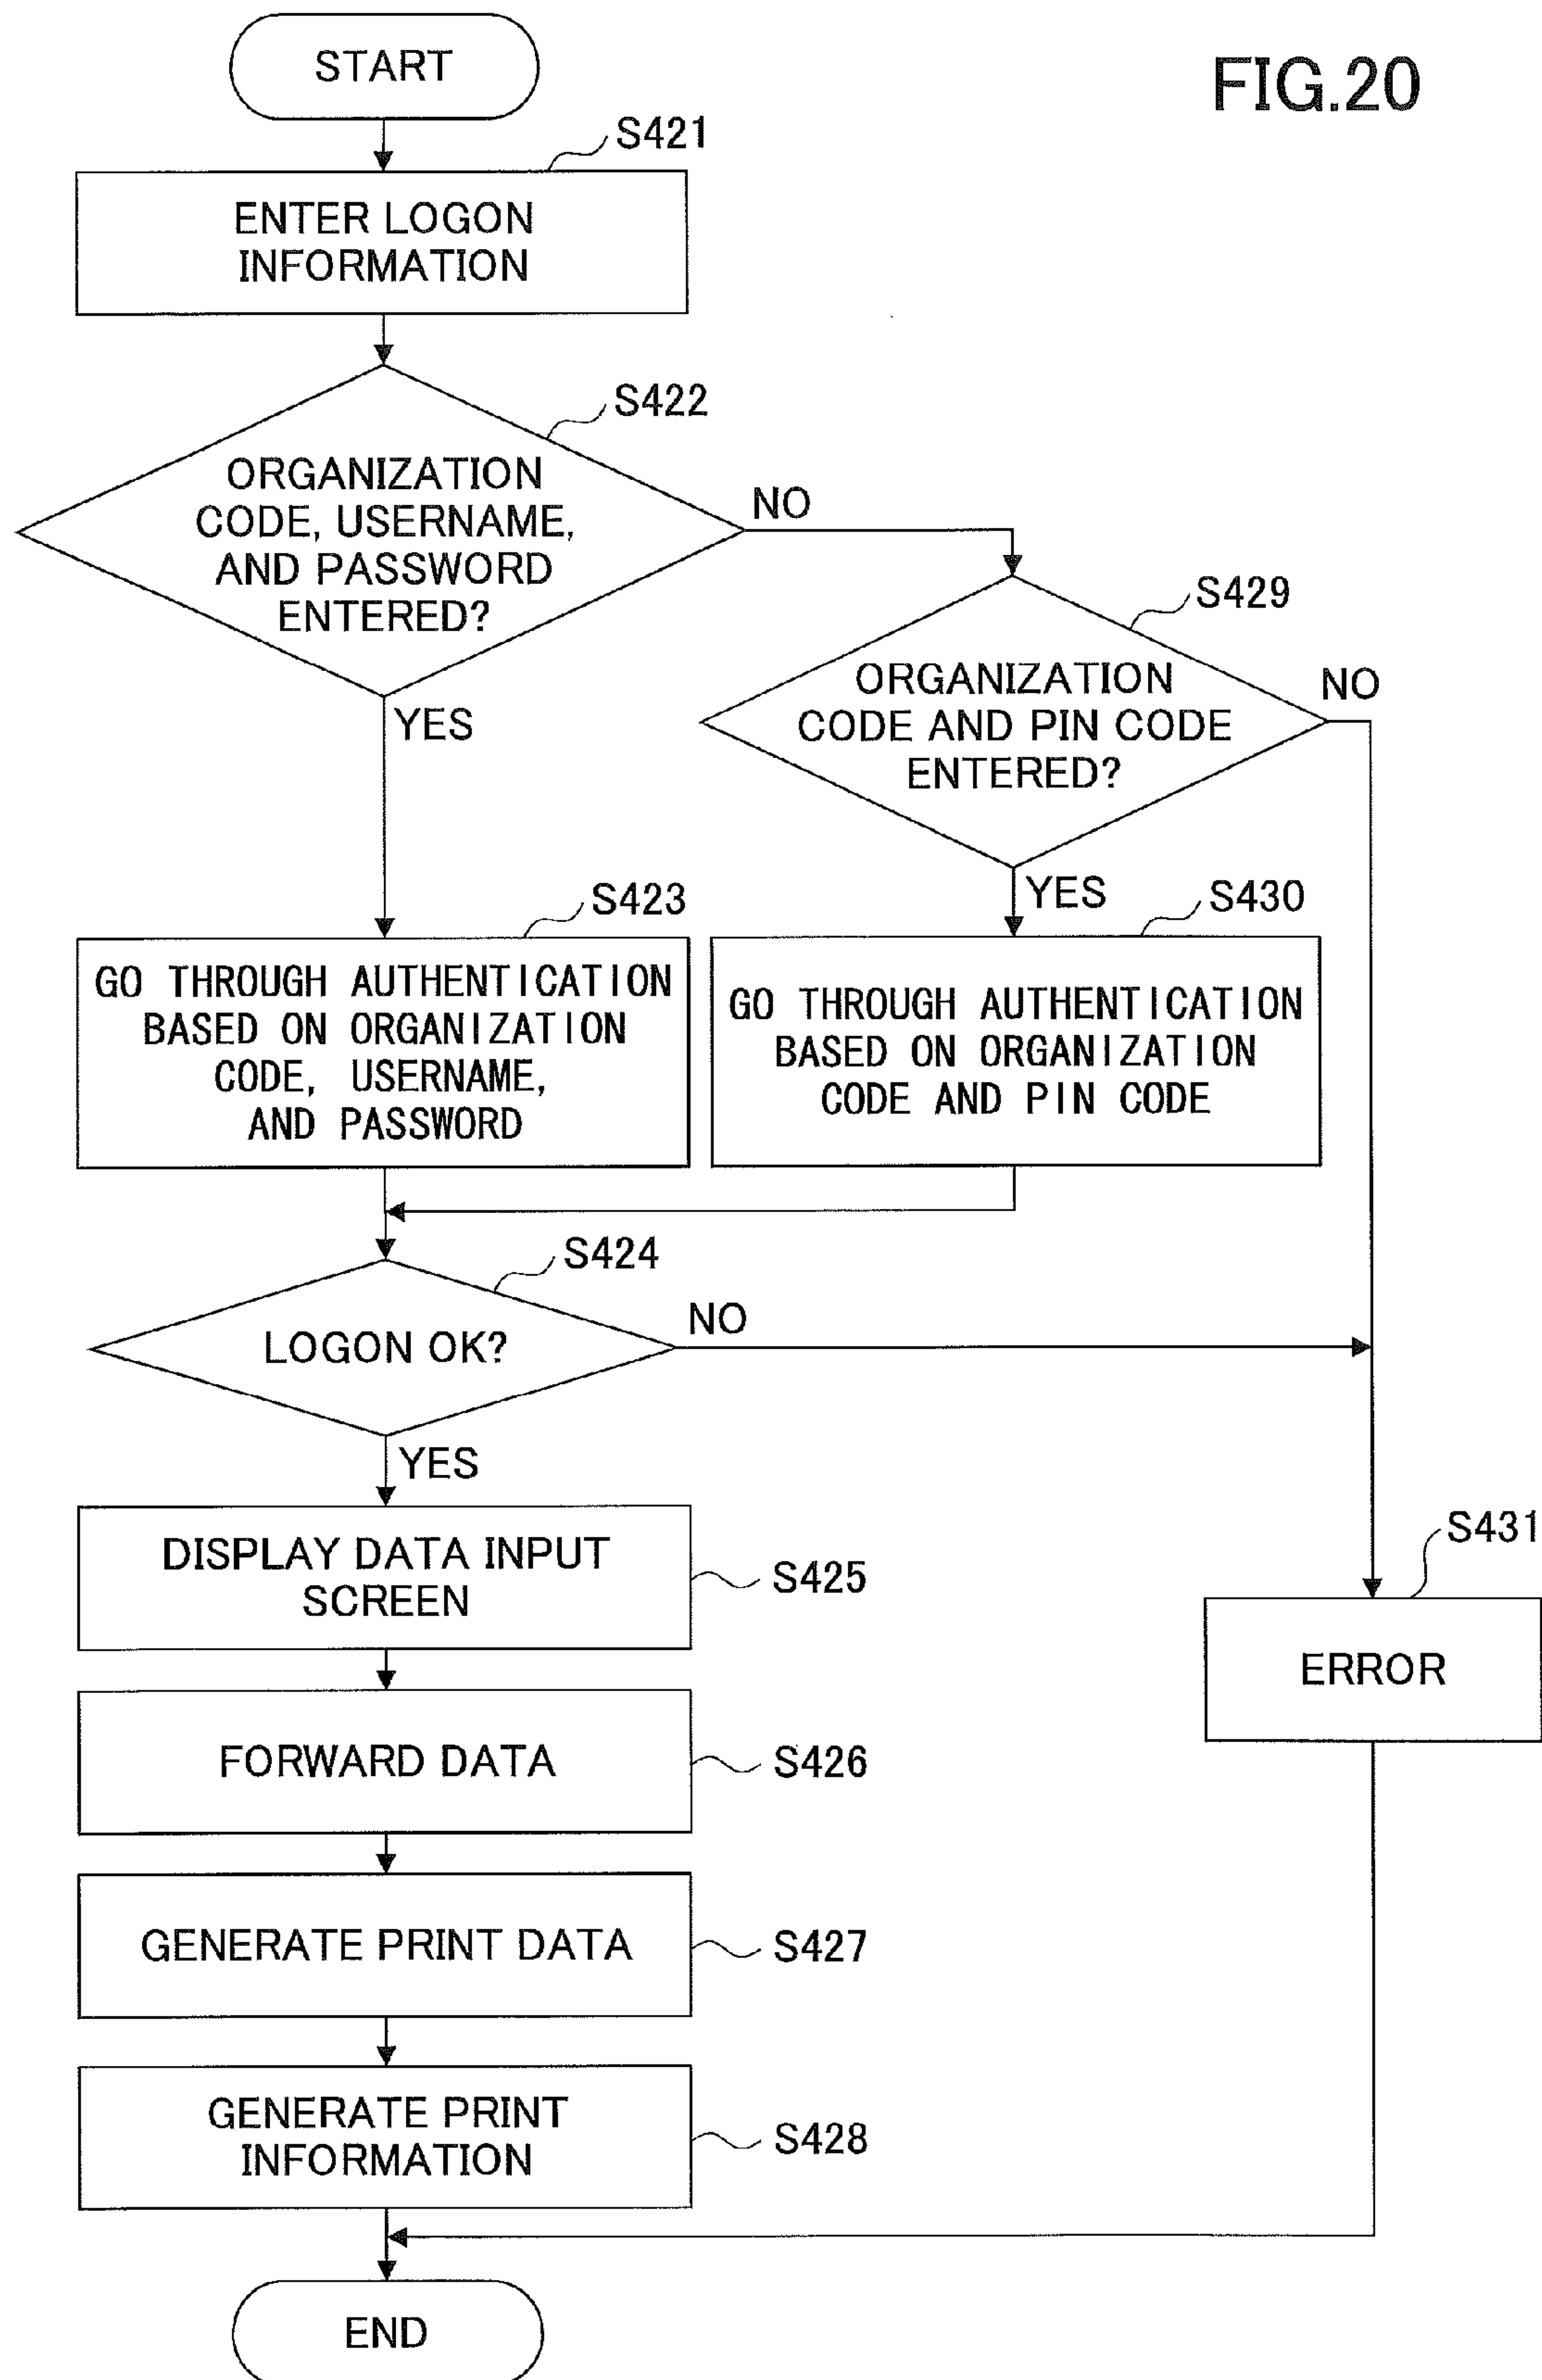 START
FIG.20
S421
ENTER LOGON
INFORMATION
S422
ORGANIZATION
CODE, USERNAME,
AND PASSWORD
ENTERED?
NO
YES
S429
ORGANIZATION
CODE AND PIN CODE
ENTERED?
NO
YES
S423
GO THROUGH AUTHENTICATION
BASED ON ORGANIZATION
CODE, USERNAME,
AND PASSWORD
S430
GO THROUGH AUTHENTICATION
BASED ON ORGANIZATION
CODE AND PIN CODE
S424
LOGON OK?
NO
YES
DISPLAY DATA INPUT
SCREEN
S425
S431
ERROR
FORWARD DATA
S426
GENERATE PRINT DATA
S427
GENERATE PRINT
INFORMATION
S428
END